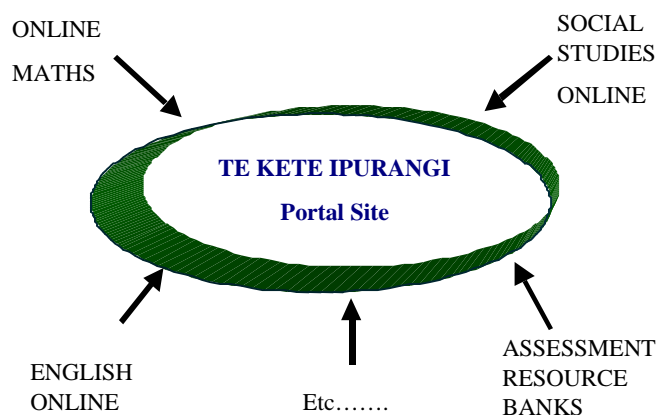 ONLINE
MATHS
SOCIAL
STUDIES
ONLINE
TE KETE IPURANGI
Portal Site
ENGLISH
ONLINE
Etc…….
ASSESSMENT
RESOURCE
BANKS